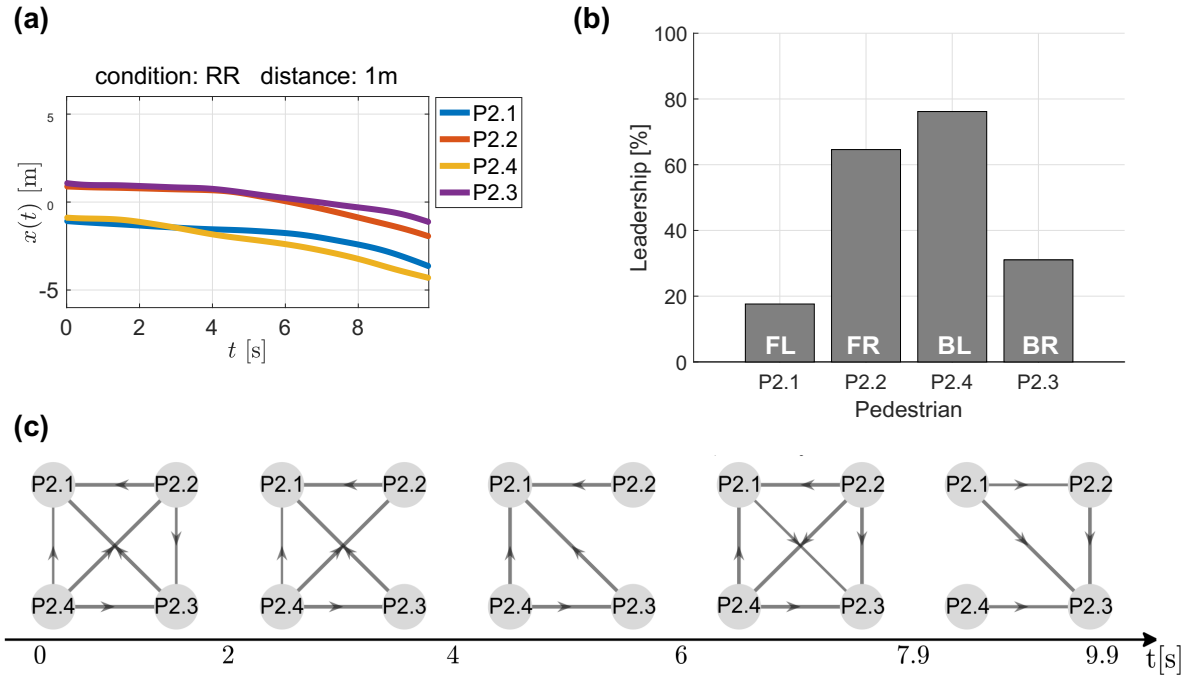 (a)
condition: RR distance: 1m
5
0
-5
x(t) [m]
0 2 4 6 8
t [s]
P2.1
P2.2
P2.4
P2.3
(b)
100
80
60
40
20
0
Leadership [%]
FL FR BL BR
P2.1 P2.2 P2.4 P2.3
Pedestrian
(c)
P2.1 P2.2 P2.1 P2.2 P2.1 P2.2 P2.1 P2.2 P2.1 P2.2
P2.4 P2.3 P2.4 P2.3 P2.4 P2.3 P2.4 P2.3 P2.4 P2.3
0 2 4 6 7.9 9.9 t[s]